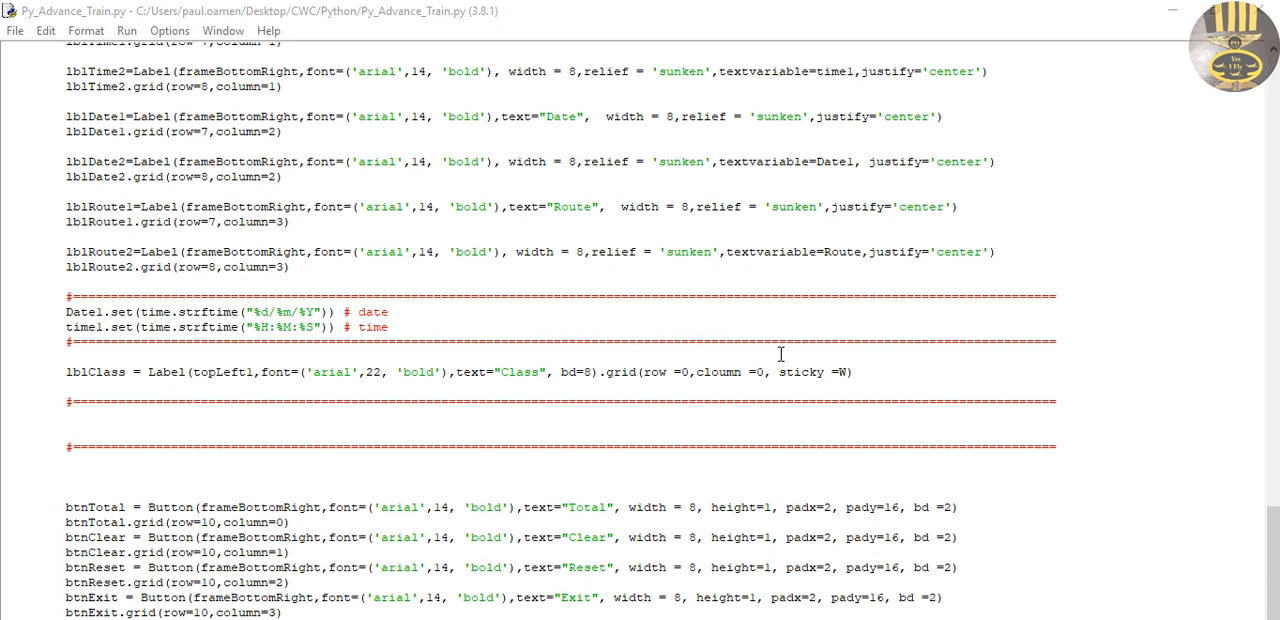 Py_Advance_Train.py - C:/Users/paul.oamen/Desktop/CWC/Python/Py_Advance_Train.py (3.8.1)
File Edit Format Run Options Window Help
lblTime2=Label(frameBottomRight,font=('arial',14, 'bold'), width = 8,relief = 'sunken',textvariable=time1,justify='center')
lblTime2.grid(row=8,column=1)
lblDate1=Label(frameBottomRight,font=('arial',14, 'bold'),text="Date",  width = 8,relief = 'sunken',justify='center')
lblDate1.grid(row=7,column=2)
lblDate2=Label(frameBottomRight,font=('arial',14, 'bold'), width = 8,relief = 'sunken',textvariable=Date1, justify='center')
lblDate2.grid(row=8,column=2)
lblRoute1=Label(frameBottomRight,font=('arial',14, 'bold'),text="Route",  width = 8,relief = 'sunken',justify='center')
lblRoute1.grid(row=7,column=3)
lblRoute2=Label(frameBottomRight,font=('arial',14, 'bold'), width = 8,relief = 'sunken',textvariable=Route,justify='center')
lblRoute2.grid(row=8,column=3)
#===================================================================================================================================
Date1.set(time.strftime("%d/%m/%Y")) # date
time1.set(time.strftime("%H:%M:%S")) # time
#===================================================================================================================================
lblClass = Label(topLeft1,font=('arial',22, 'bold'),text="Class", bd=8).grid(row =0,cloumn =0, sticky =W)
#===================================================================================================================================
#===================================================================================================================================
btnTotal = Button(frameBottomRight,font=('arial',14, 'bold'),text="Total", width = 8, height=1, padx=2, pady=16, bd =2)
btnTotal.grid(row=10,column=0)
btnClear = Button(frameBottomRight,font=('arial',14, 'bold'),text="Clear", width = 8, height=1, padx=2, pady=16, bd =2)
btnClear.grid(row=10,column=1)
btnReset = Button(frameBottomRight,font=('arial',14, 'bold'),text="Reset", width = 8, height=1, padx=2, pady=16, bd =2)
btnReset.grid(row=10,column=2)
btnExit = Button(frameBottomRight,font=('arial',14, 'bold'),text="Exit", width = 8, height=1, padx=2, pady=16, bd =2)
btnExit.grid(row=10,column=3)
PO
Yes
I Fly